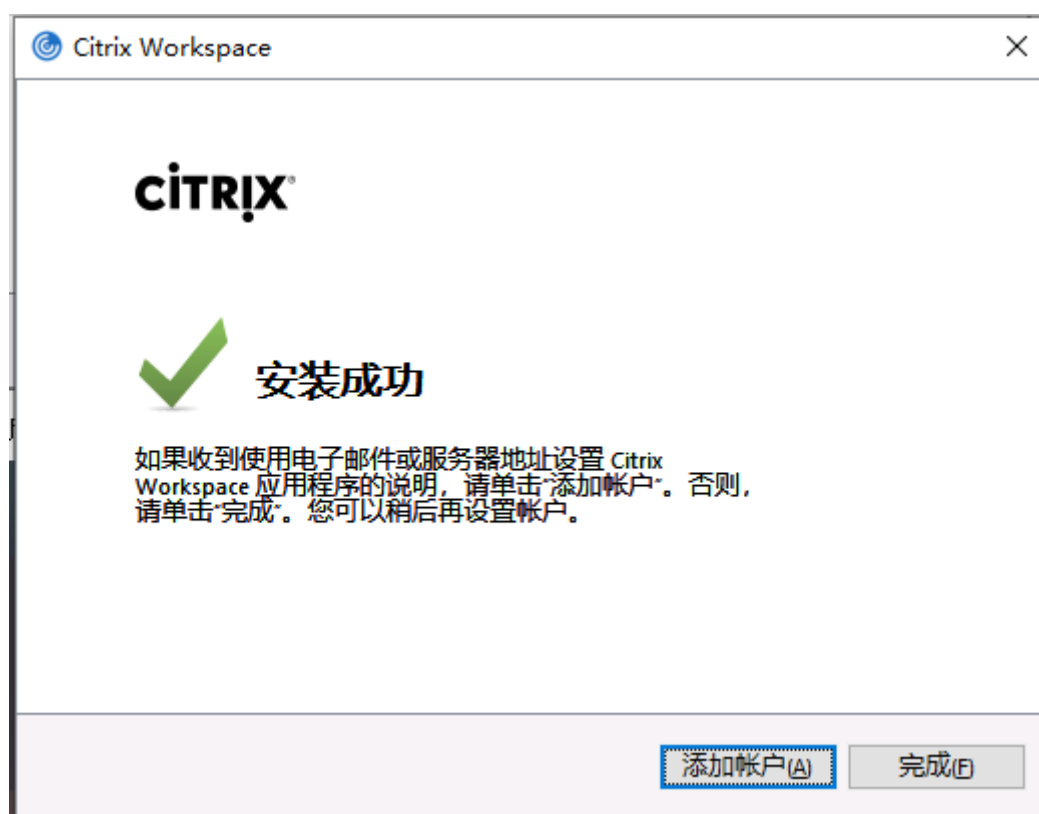 Citrix Workspace
CİTRIX
安装成功
如果收到使用电子邮件或服务器地址设置 Citrix
Workspace 应用程序的说明，请单击“添加帐户”。否则，
请单击“完成”。您可以稍后再设置帐户。
添加帐户(A)
完成(F)